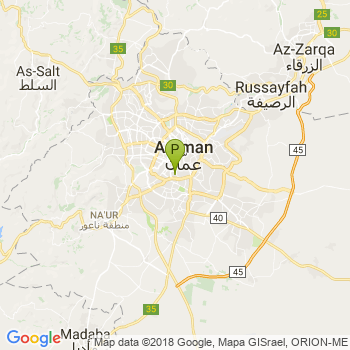 25
Az-Zarqa
الزرقاء
35
As-Salt
السلط
30
30
Russayfah
الرصيفة
P
Amman
عمان
45
NA'UR
منطقة ناعور
40
45
35
Google
Madaba
Map data ©2018 Google, Mapa GISrael, ORION-ME